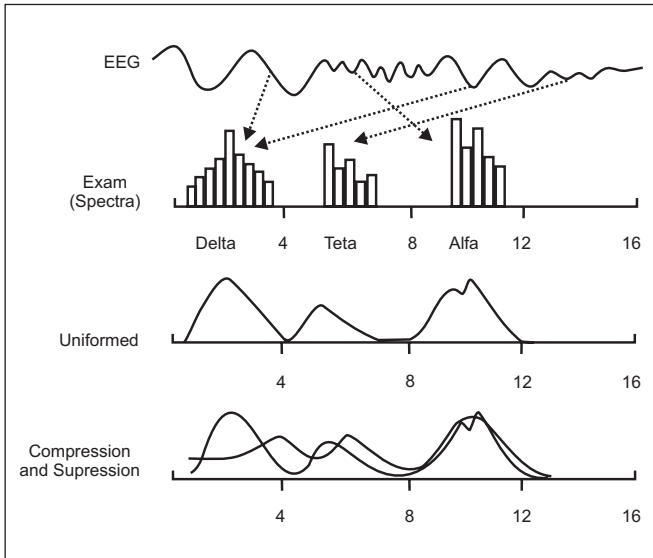 EEG
Exam
(Spectra)
Delta 4 Teta 8 Alfa 12 16
Uniformed
4 8 12 16
Compression
and Supression
4 8 12 16